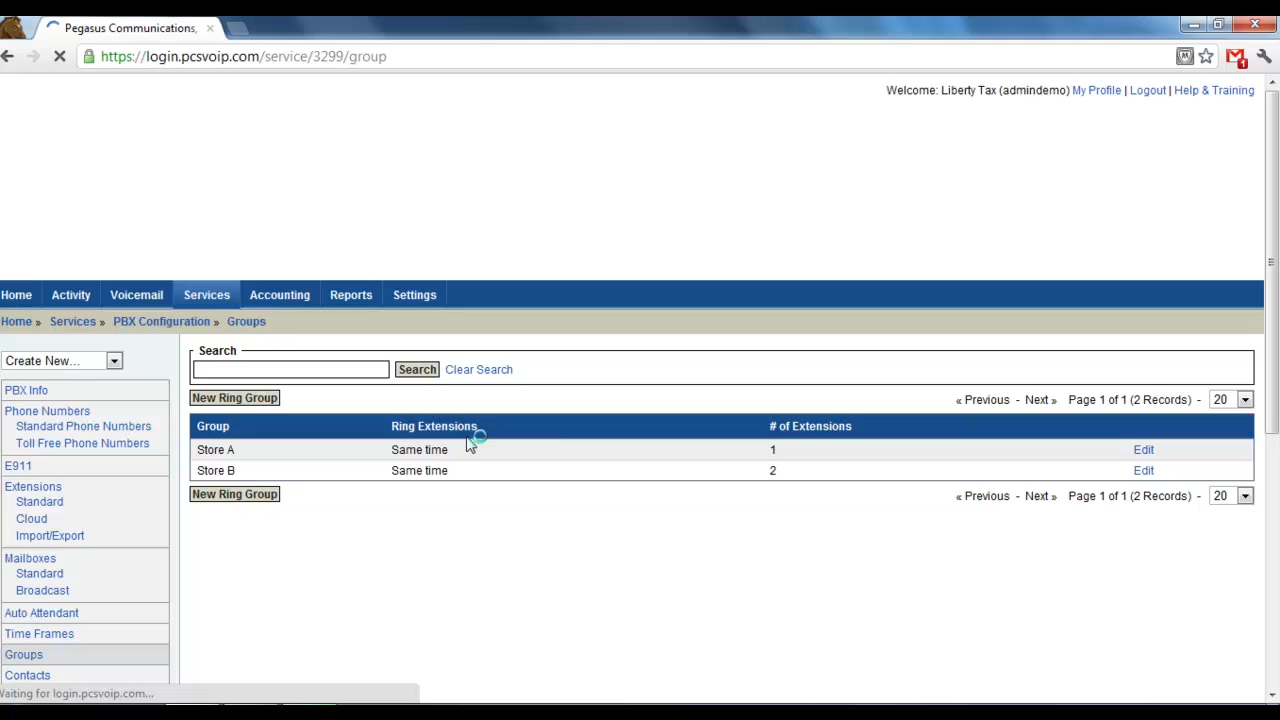 Pegasus Communications,
https://login.pcsvoip.com/service/3299/group
1
Welcome: Liberty Tax (admindemo) My Profile | Logout | Help & Training
Home Activity Voicemail Services Accounting Reports Settings
Home » Services » PBX Configuration » Groups
Create New...
PBX Info
Phone Numbers
Standard Phone Numbers
Toll Free Phone Numbers
E911
Extensions
Standard
Cloud
Import/Export
Mailboxes
Standard
Broadcast
Auto Attendant
Time Frames
Groups
Contacts
Search
Search Clear Search
New Ring Group « Previous - Next » Page 1 of 1 (2 Records) - 20
Group Ring Extensions # of Extensions
Store A Same time 1 Edit
Store B Same time 2 Edit
New Ring Group « Previous - Next » Page 1 of 1 (2 Records) - 20
Waiting for login.pcsvoip.com...